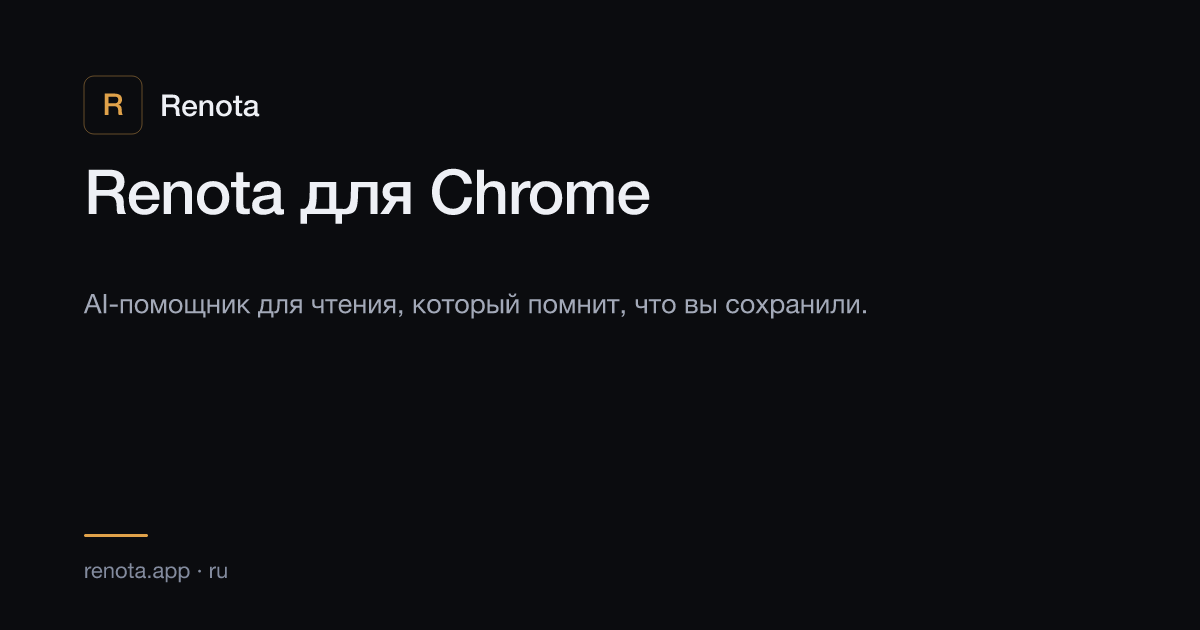 R
Renota
Renota для Chrome
AI-помощник для чтения, который помнит, что вы сохранили.
renota.app · ru